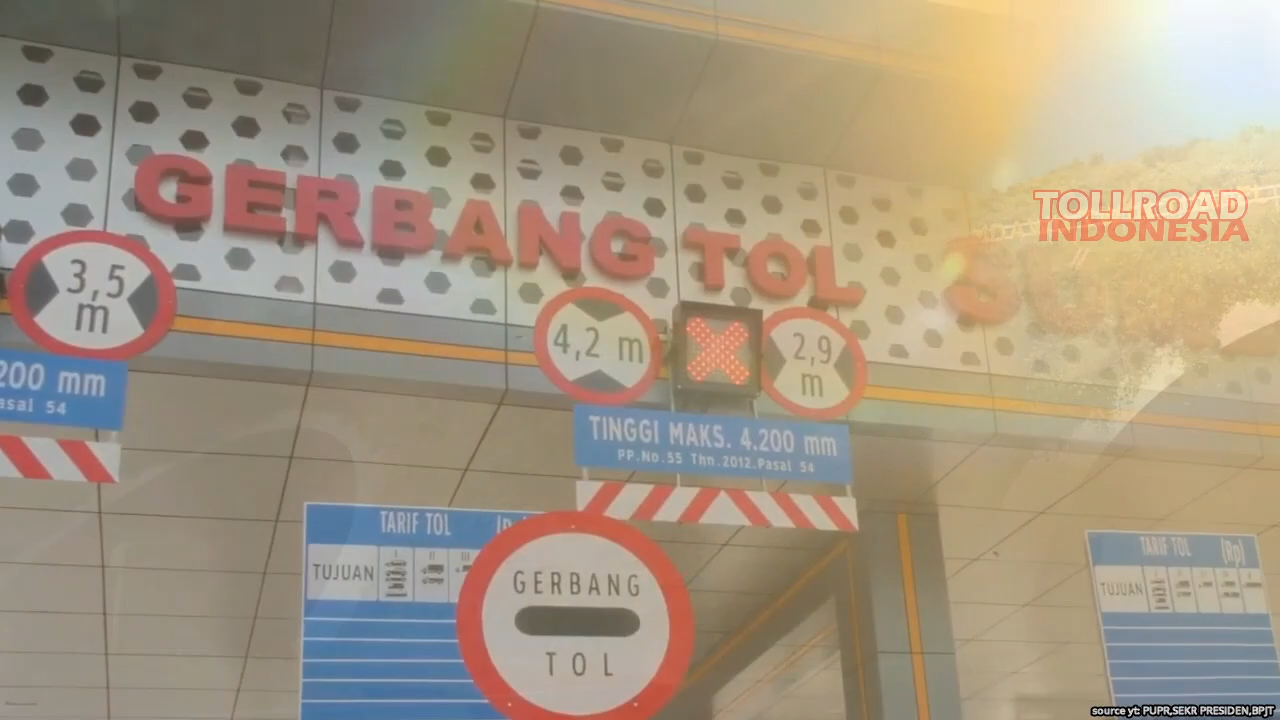 GERBANG TOL
TOLLROAD
INDONESIA
3,5
m
4,2 m
2,9
m
200 mm
54
TINGGI MAKS. 4.200 mm
PP.No.55 Thn.2012.Pasal 54
TARIF TOL
TUJUAN
I II III
GERBANG
TOL
TARIF TOL (Rp)
TUJUAN
source yt: PUPR,SEKR PRESIDEN,BPJT